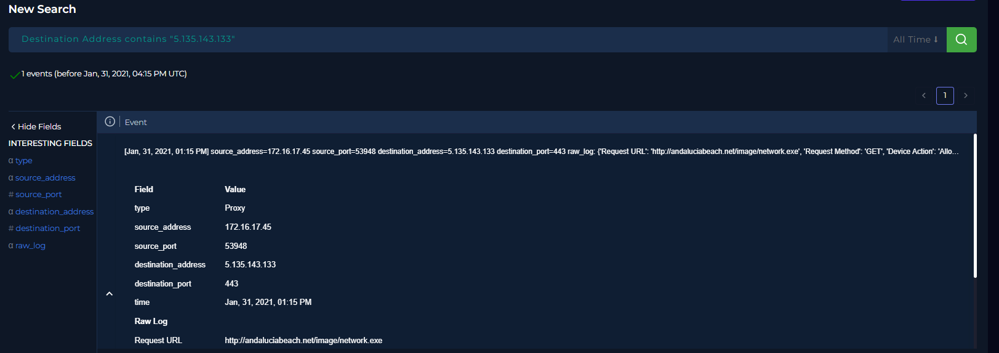 New Search
Destination Address contains "5.135.143.133"
All Time ⬇
1 events (before Jan, 31, 2021, 04:15 PM UTC)
1
Hide Fields
INTERESTING FIELDS
α type
α source_address
# source_port
α destination_address
# destination_port
α raw_log
Event
[Jan, 31, 2021, 01:15 PM] source_address=172.16.17.45 source_port=53948 destination_address=5.135.143.133 destination_port=443 raw_log: {'Request URL': 'http://andaluciabeach.net/image/network.exe', 'Request Method': 'GET', 'Device Action': 'Allo...
Field Value
type Proxy
source_address 172.16.17.45
source_port 53948
destination_address 5.135.143.133
destination_port 443
time Jan, 31, 2021, 01:15 PM
Raw Log
Request URL http://andaluciabeach.net/image/network.exe